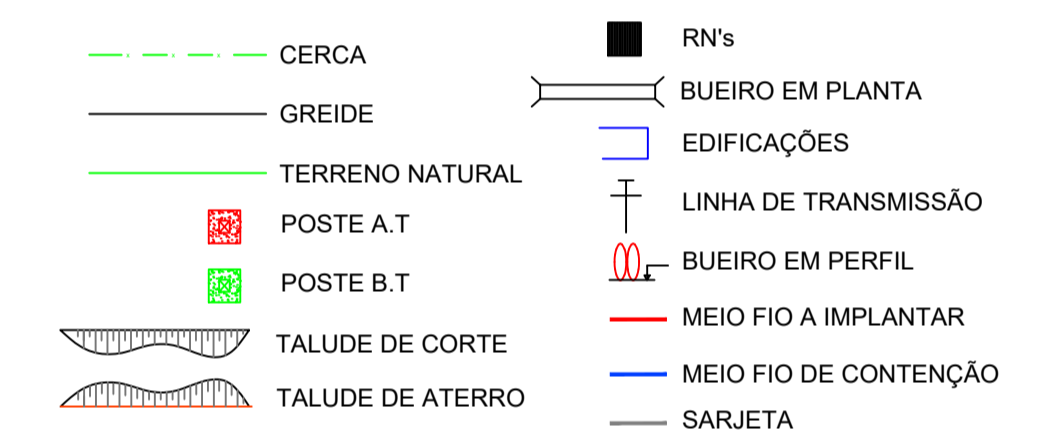 CERCA
GREIDE
TERRENO NATURAL
POSTE A.T
POSTE B.T
TALUDE DE CORTE
TALUDE DE ATERRO
RN's
BUEIRO EM PLANTA
EDIFICAÇÕES
LINHA DE TRANSMISSÃO
BUEIRO EM PERFIL
MEIO FIO A IMPLANTAR
MEIO FIO DE CONTENÇÃO
SARJETA